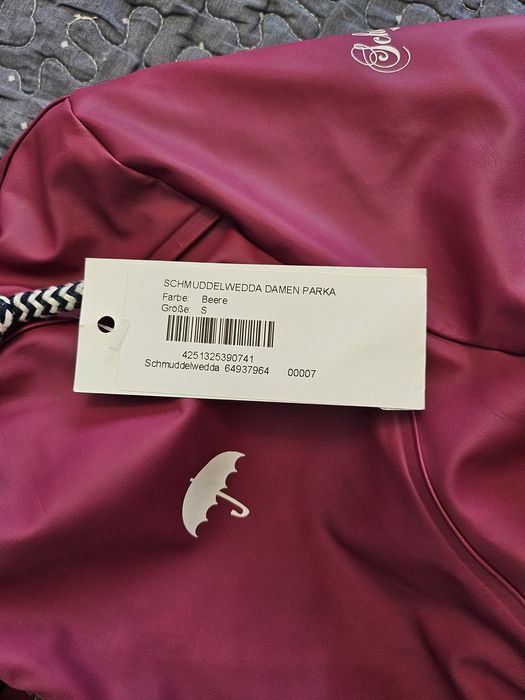 SCHMUDDELWEDDA DAMEN PARKA
Farbe: Beere
Größe: S
4251325390741
Schmuddelwedda 64937964 00007